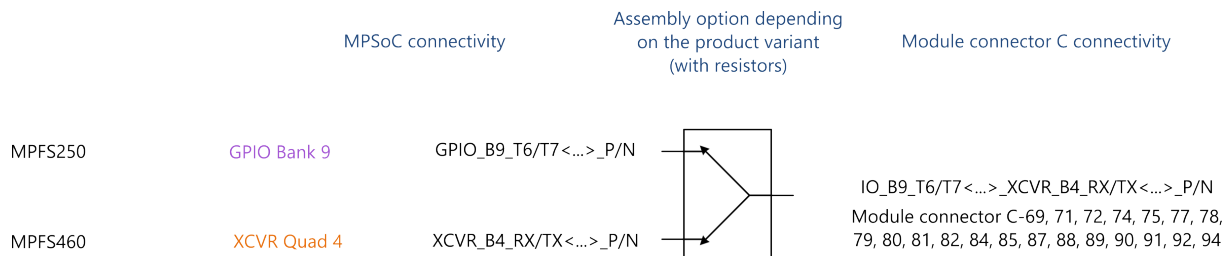 MPSoC connectivity
Assembly option depending
on the product variant
(with resistors)
Module connector C connectivity
MPFS250
GPIO Bank 9
GPIO_B9_T6/T7<...>_P/N
MPFS460
XCVR Quad 4
XCVR_B4_RX/TX<...>_P/N
IO_B9_T6/T7<...>_XCVR_B4_RX/TX<...>_P/N
Module connector C-69, 71, 72, 74, 75, 77, 78,
79, 80, 81, 82, 84, 85, 87, 88, 89, 90, 91, 92, 94